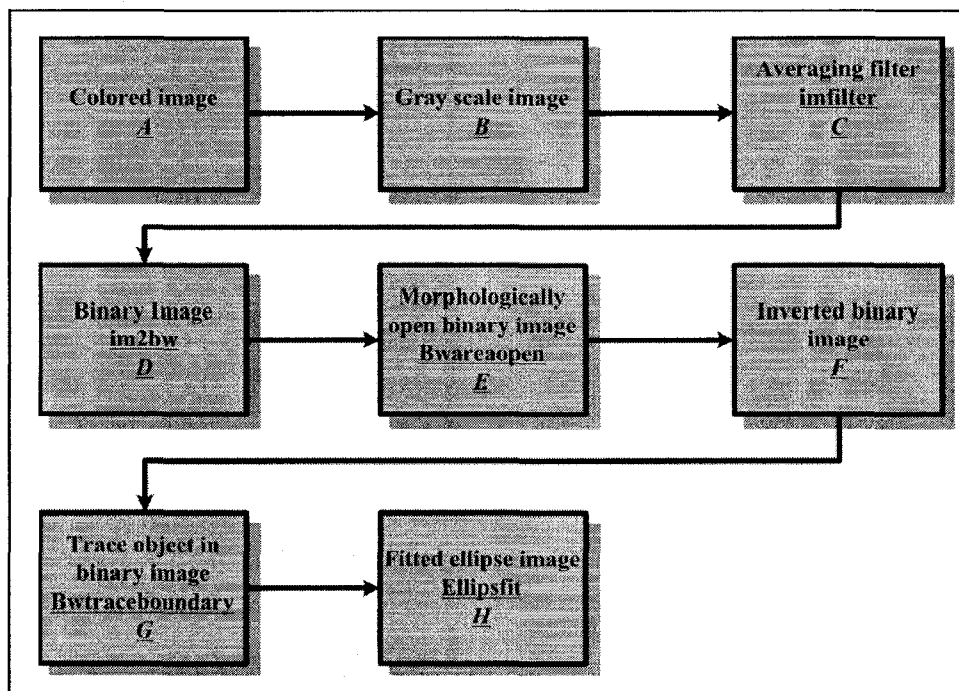 Colored image
A
Gray scale image
B
Averaging filter
imfilter
C
Binary Image
im2bw
D
Morphologically
open binary image
Bwareaopen
E
Inverted binary
image
F
Trace object in
binary image
Bwtraceboundary
G
Fitted ellipse image
Ellipsfit
H